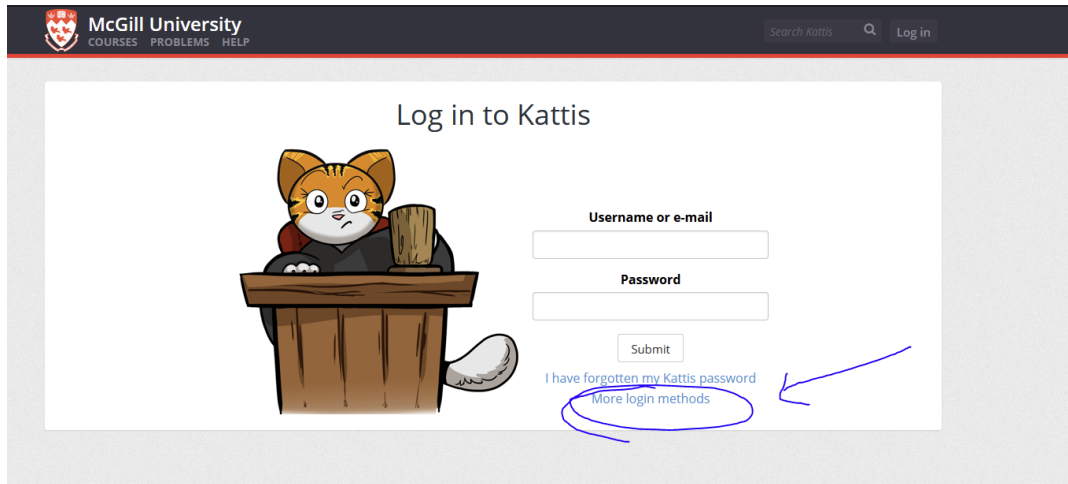 McGill University
COURSES PROBLEMS HELP
Search Kattis
Log in
Log in to Kattis
Username or e-mail
Password
Submit
I have forgotten my Kattis password
More login methods